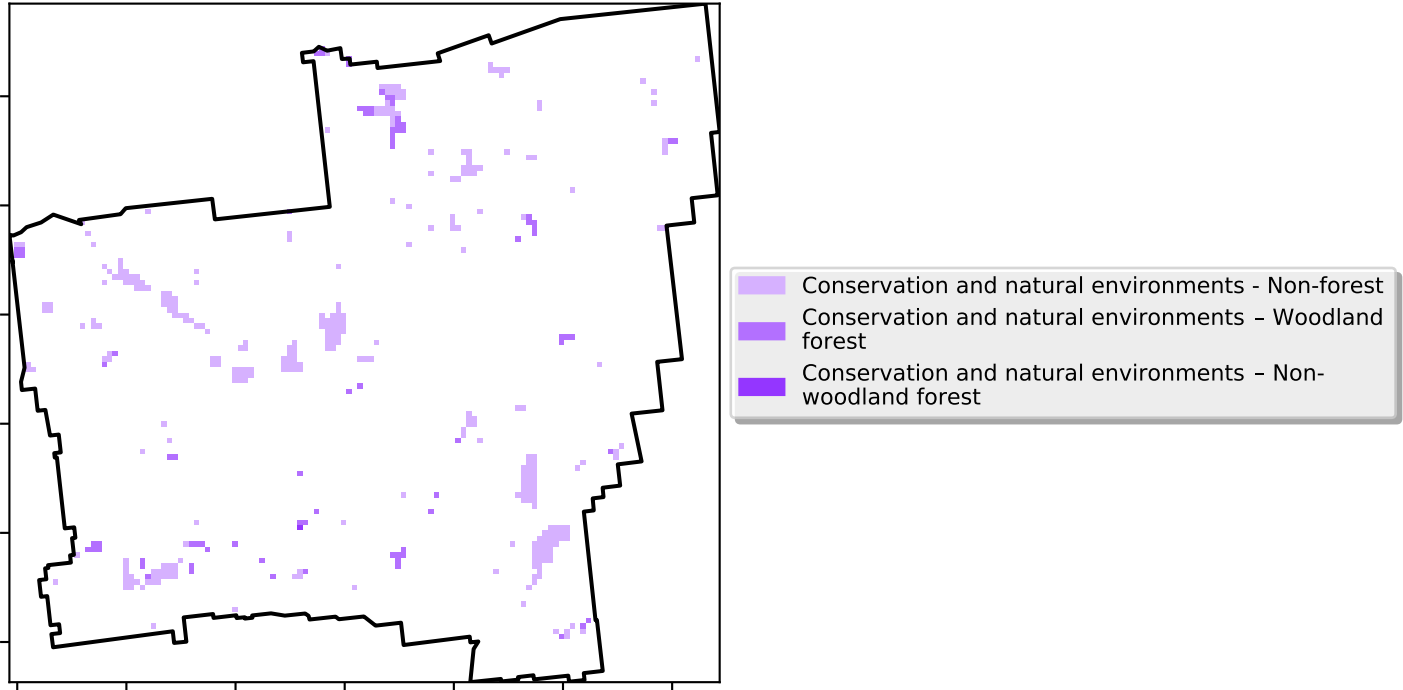 Conservation and natural environments - Non-forest
Conservation and natural environments – Woodland
forest
Conservation and natural environments – Non-
woodland forest